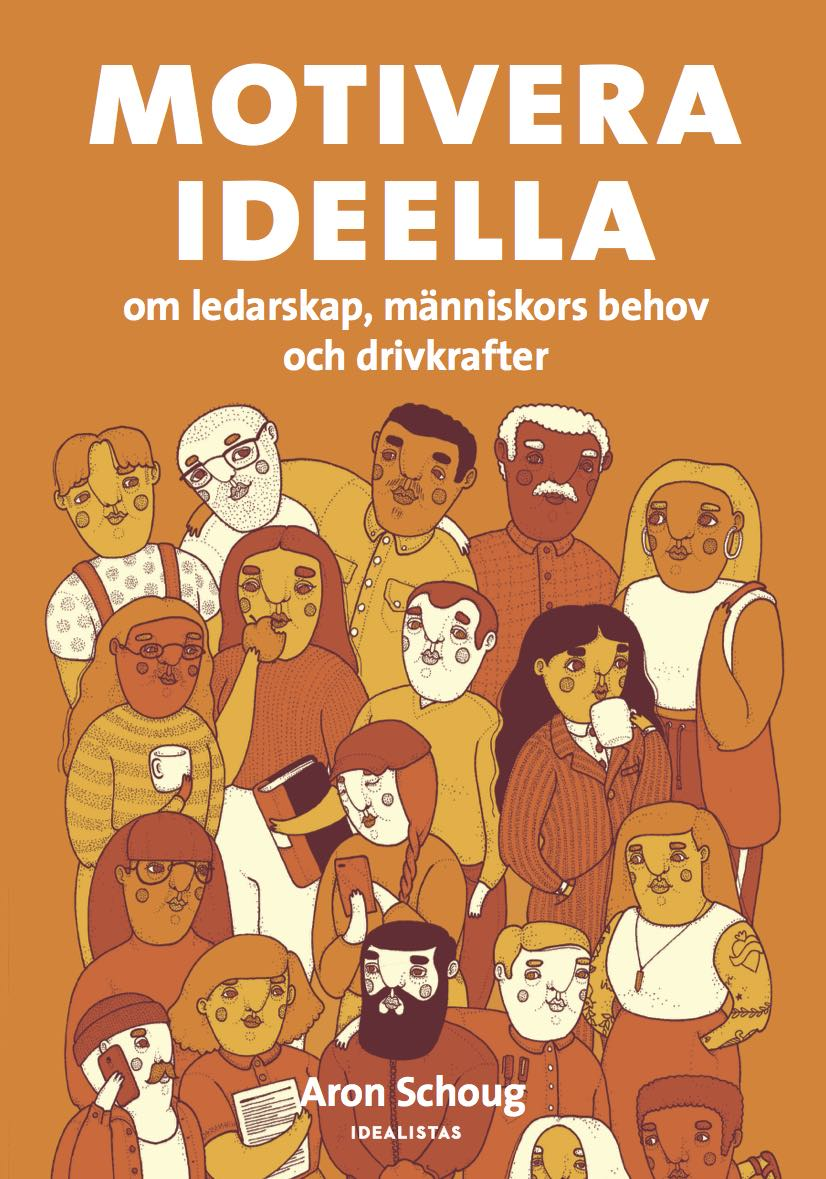 MOTIVERA
IDEELLA
om ledarskap, människors behov
och drivkrafter
Aron Schoug
IDEALISTAS